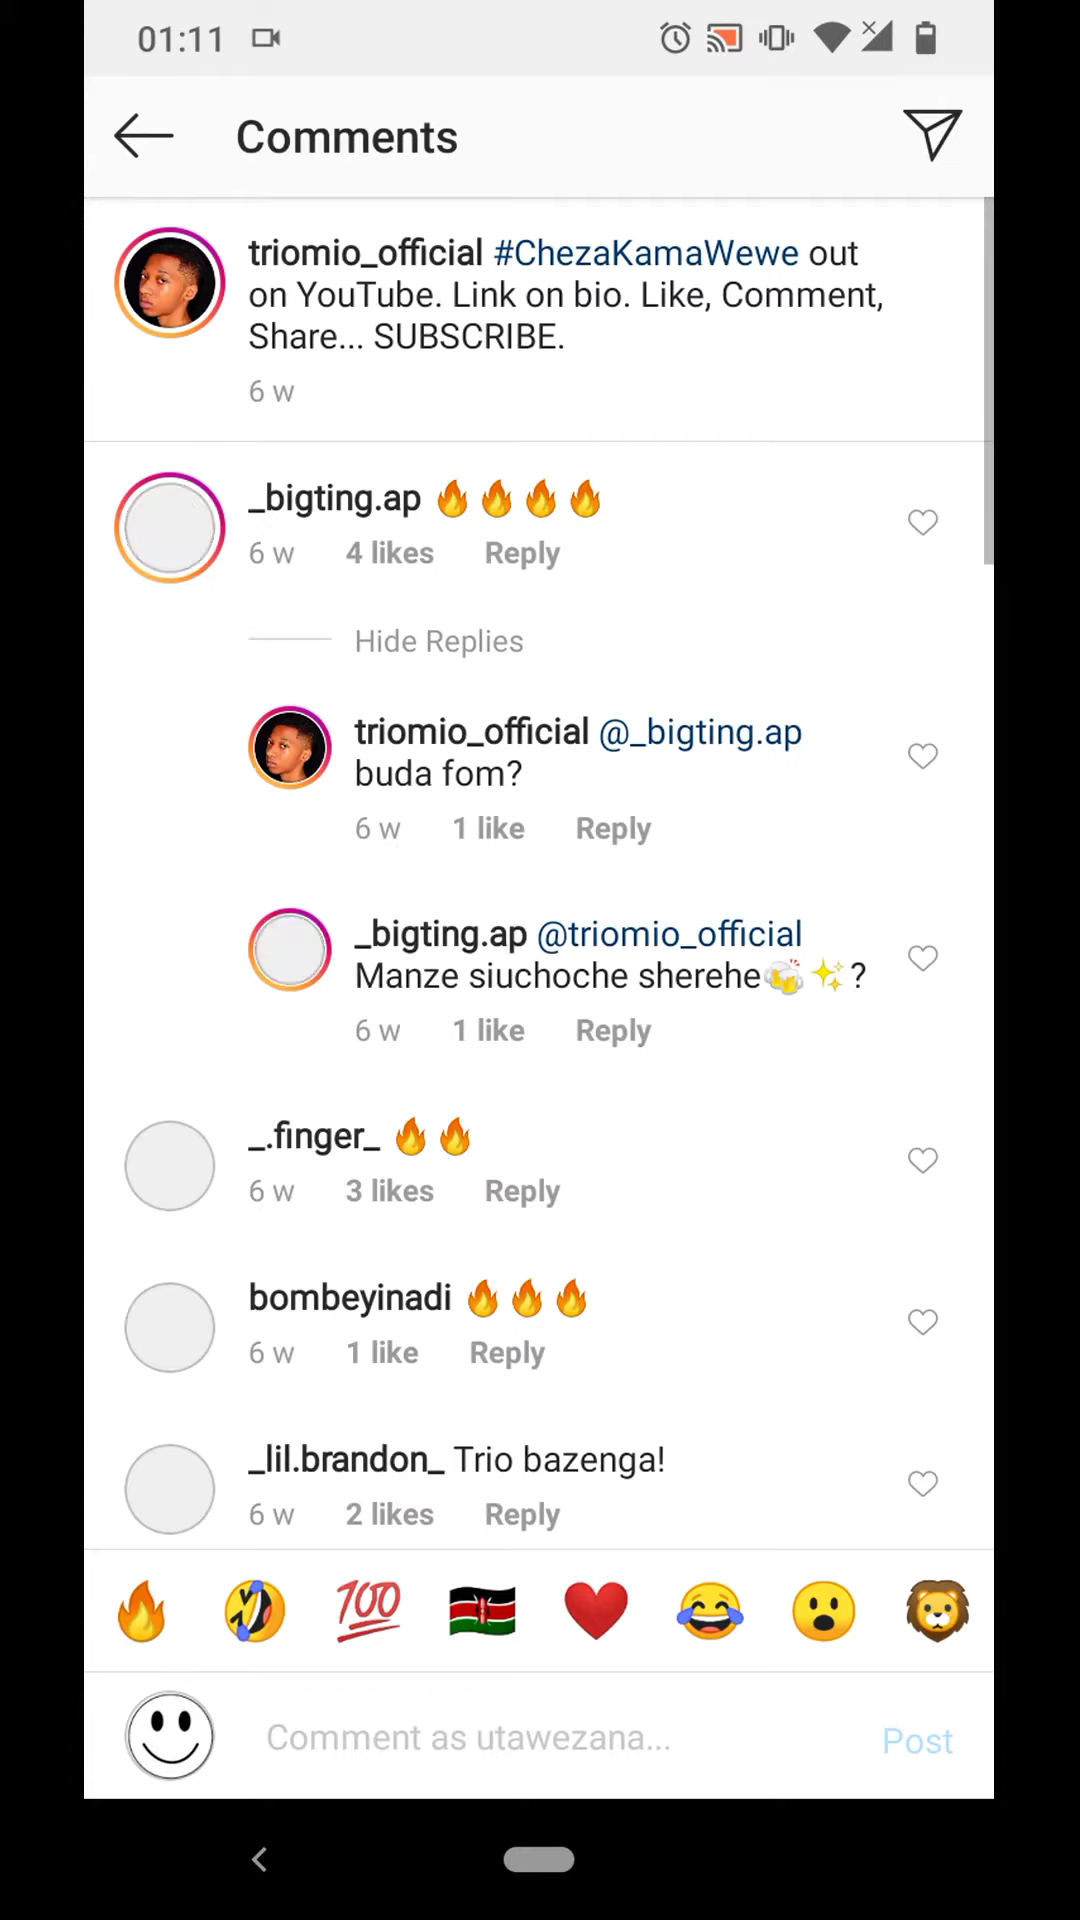 01:11
Comments
triomio_official #ChezaKamaWewe out
on YouTube. Link on bio. Like, Comment,
Share... SUBSCRIBE.
6 w
_bigting.ap 🔥🔥🔥🔥
6 w 4 likes Reply
Hide Replies
triomio_official @_bigting.ap
buda fom?
6 w 1 like Reply
_bigting.ap @triomio_official
Manze siuchoche sherehe🍻✨?
6 w 1 like Reply
_.finger_ 🔥🔥
6 w 3 likes Reply
bombeyinadi 🔥🔥🔥
6 w 1 like Reply
_lil.brandon_ Trio bazenga!
6 w 2 likes Reply
🔥🤣💯🇰🇪❤️😂😮🦁
Comment as utawezana... Post